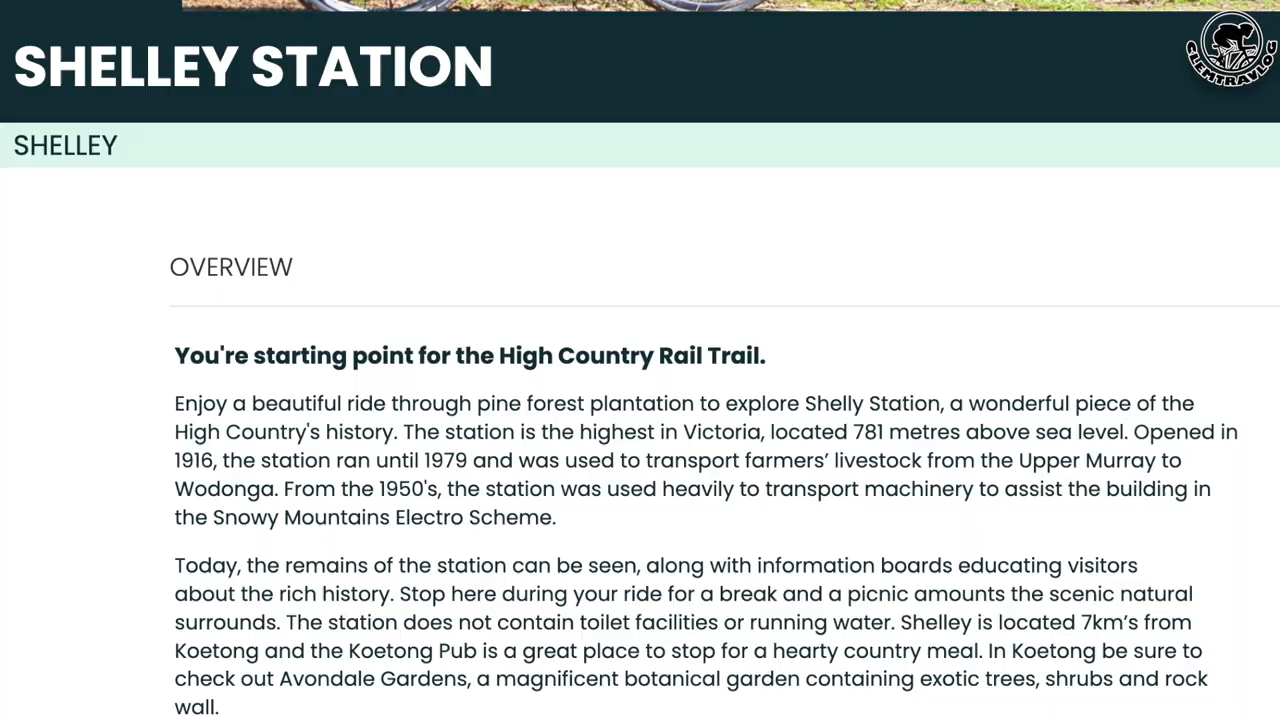 SHELLEY STATION
CLEMTRAVLOG
SHELLEY
OVERVIEW
You're starting point for the High Country Rail Trail.
Enjoy a beautiful ride through pine forest plantation to explore Shelly Station, a wonderful piece of the
High Country's history. The station is the highest in Victoria, located 781 metres above sea level. Opened in
1916, the station ran until 1979 and was used to transport farmers’ livestock from the Upper Murray to
Wodonga. From the 1950's, the station was used heavily to transport machinery to assist the building in
the Snowy Mountains Electro Scheme.
Today, the remains of the station can be seen, along with information boards educating visitors
about the rich history. Stop here during your ride for a break and a picnic amounts the scenic natural
surrounds. The station does not contain toilet facilities or running water. Shelley is located 7km’s from
Koetong and the Koetong Pub is a great place to stop for a hearty country meal. In Koetong be sure to
check out Avondale Gardens, a magnificent botanical garden containing exotic trees, shrubs and rock
wall.